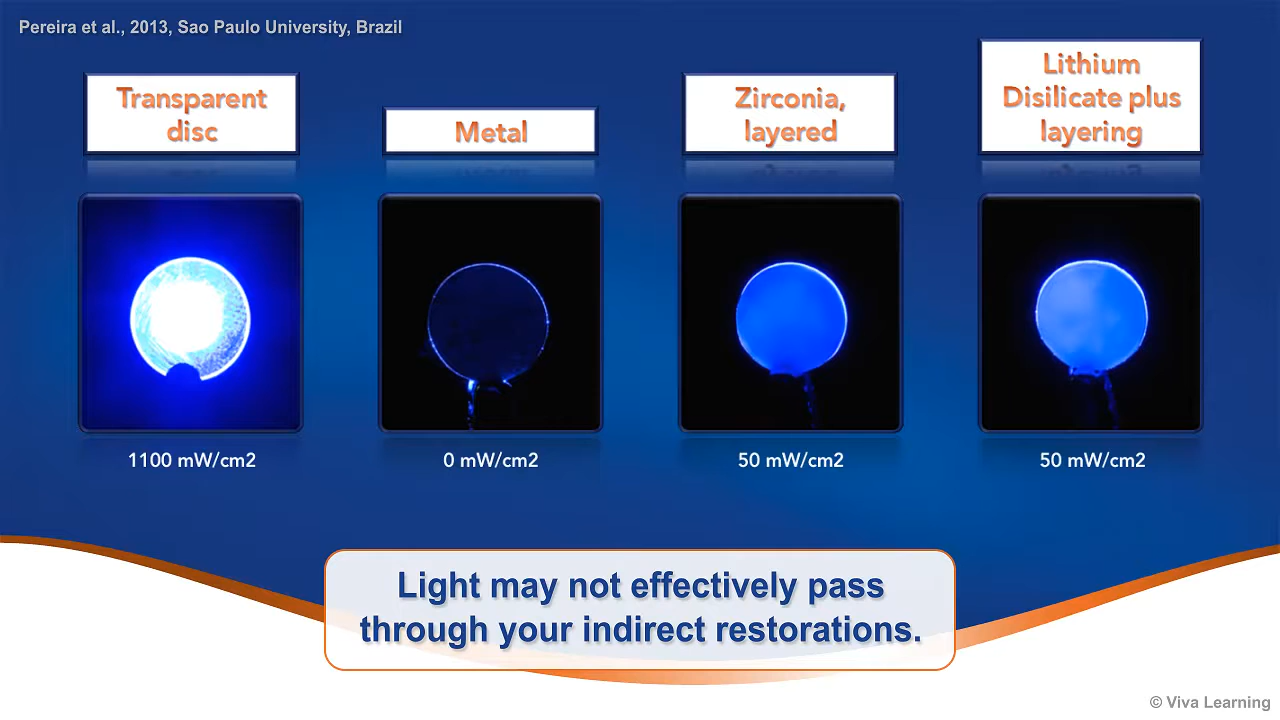 Pereira et al., 2013, Sao Paulo University, Brazil
Transparent
disc
Metal
Zirconia,
layered
Lithium
Disilicate plus
layering
1100 mW/cm2
0 mW/cm2
50 mW/cm2
50 mW/cm2
Light may not effectively pass
through your indirect restorations.
© Viva Learning